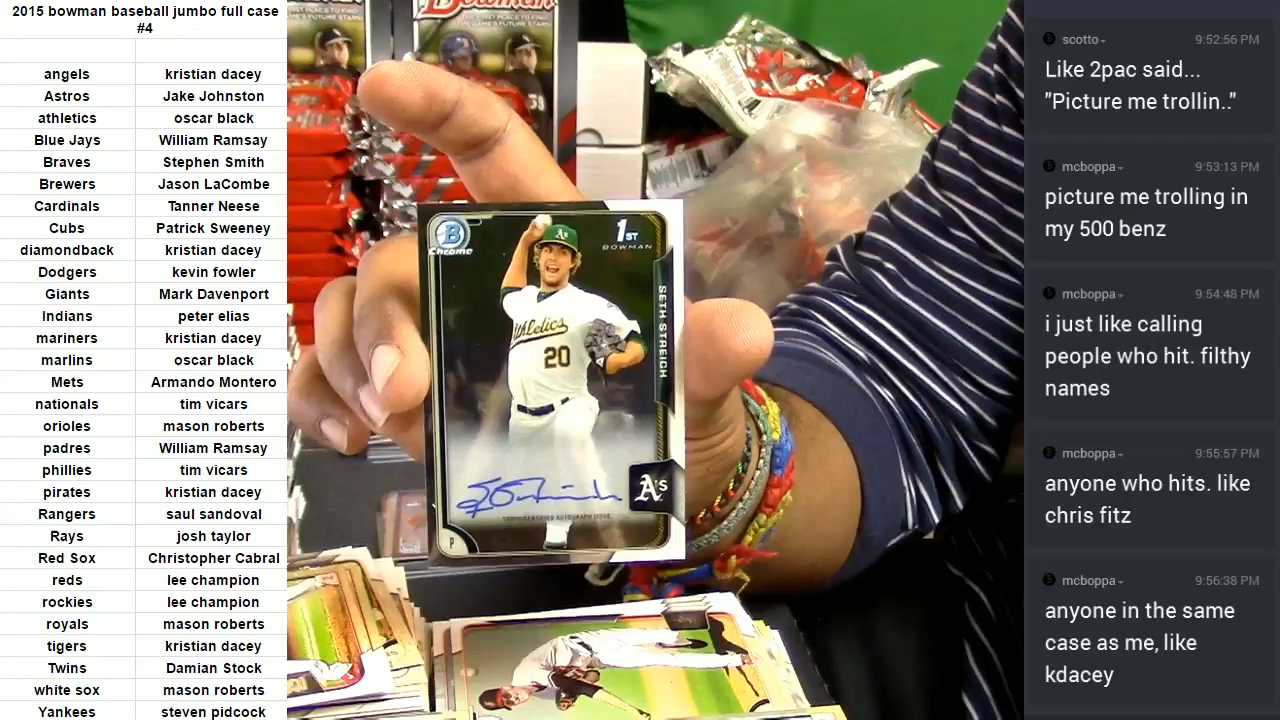 2015 bowman baseball jumbo full case
#4
angels kristian dacey
Astros Jake Johnston
athletics oscar black
Blue Jays William Ramsay
Braves Stephen Smith
Brewers Jason LaCombe
Cardinals Tanner Neese
Cubs Patrick Sweeney
diamondback kristian dacey
Dodgers kevin fowler
Giants Mark Davenport
Indians peter elias
mariners kristian dacey
marlins oscar black
Mets Armando Montero
nationals tim vicars
orioles mason roberts
padres William Ramsay
phillies tim vicars
pirates kristian dacey
Rangers saul sandoval
Rays josh taylor
Red Sox Christopher Cabral
reds lee champion
rockies lee champion
royals mason roberts
tigers kristian dacey
Twins Damian Stock
white sox mason roberts
Yankees steven pidcock
Bowman
B
Chrome
1ST
BOWMAN
A's
Athletics
20
SETH STREICH
A's
TOPPS CERTIFIED AUTOGRAPH ISSUE
P
scotto 9:52:56 PM
Like 2pac said...
"Picture me trollin.."
mcboppa 9:53:13 PM
picture me trolling in
my 500 benz
mcboppa 9:54:48 PM
i just like calling
people who hit. filthy
names
mcboppa 9:55:57 PM
anyone who hits. like
chris fitz
mcboppa 9:56:38 PM
anyone in the same
case as me, like
kdacey